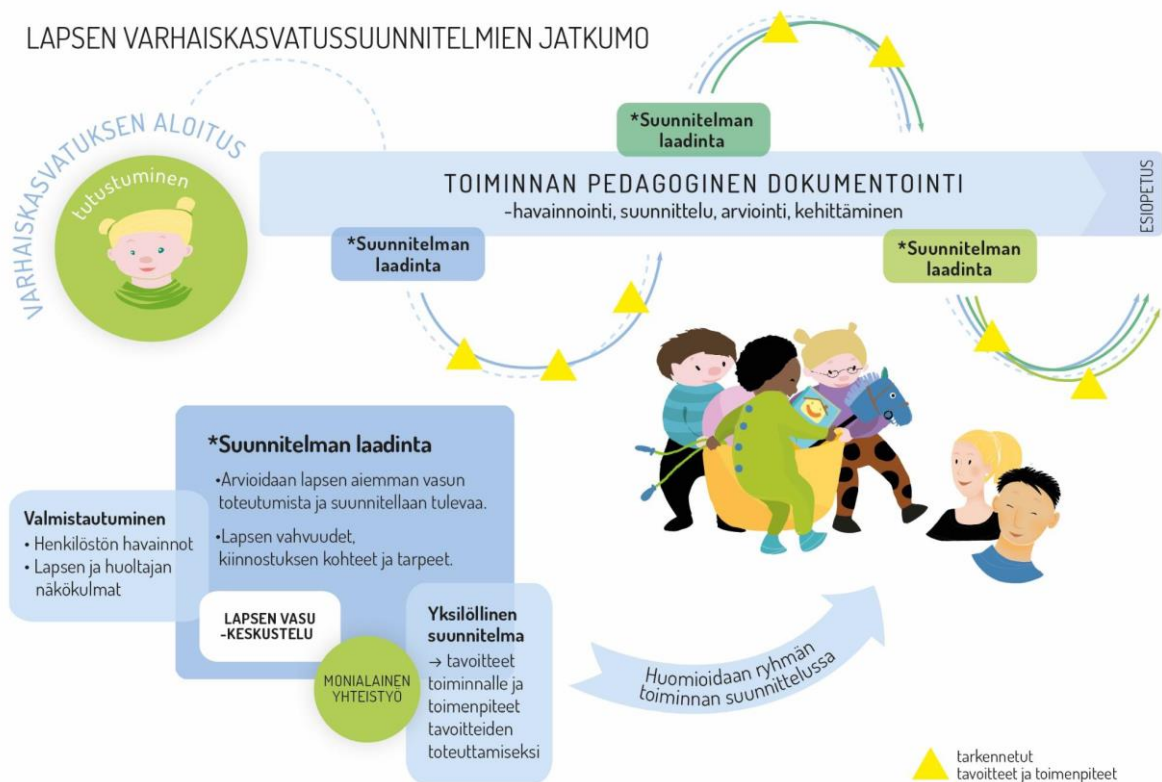 LAPSEN VARHAISKASVATUSSUUNNITELMIEN JATKUMO
VARHAISKASVATUKSEN ALOITUS
tutustuminen
*Suunnitelman
laadinta
TOIMINNAN PEDAGOGINEN DOKUMENTOINTI
-havainnointi, suunnittelu, arviointi, kehittäminen
ESIOPETUS
*Suunnitelman
laadinta
*Suunnitelman
laadinta
*Suunnitelman laadinta
•Arvioidaan lapsen aiemman vasun
toteutumista ja suunnitellaan tulevaa.
•Lapsen vahvuudet,
kiinnostuksen kohteet ja tarpeet.
Valmistautuminen
• Henkilöstön havainnot
• Lapsen ja huoltajan
näkökulmat
LAPSEN VASU
-KESKUSTELU
MONIALAINEN
YHTEISTYÖ
Yksilöllinen
suunnitelma
→ tavoitteet
toiminnalle ja
toimenpiteet
tavoitteiden
toteuttamiseksi
Huomioidaan ryhmän
toiminnan suunnittelussa
tarkennetut
tavoitteet ja toimenpiteet